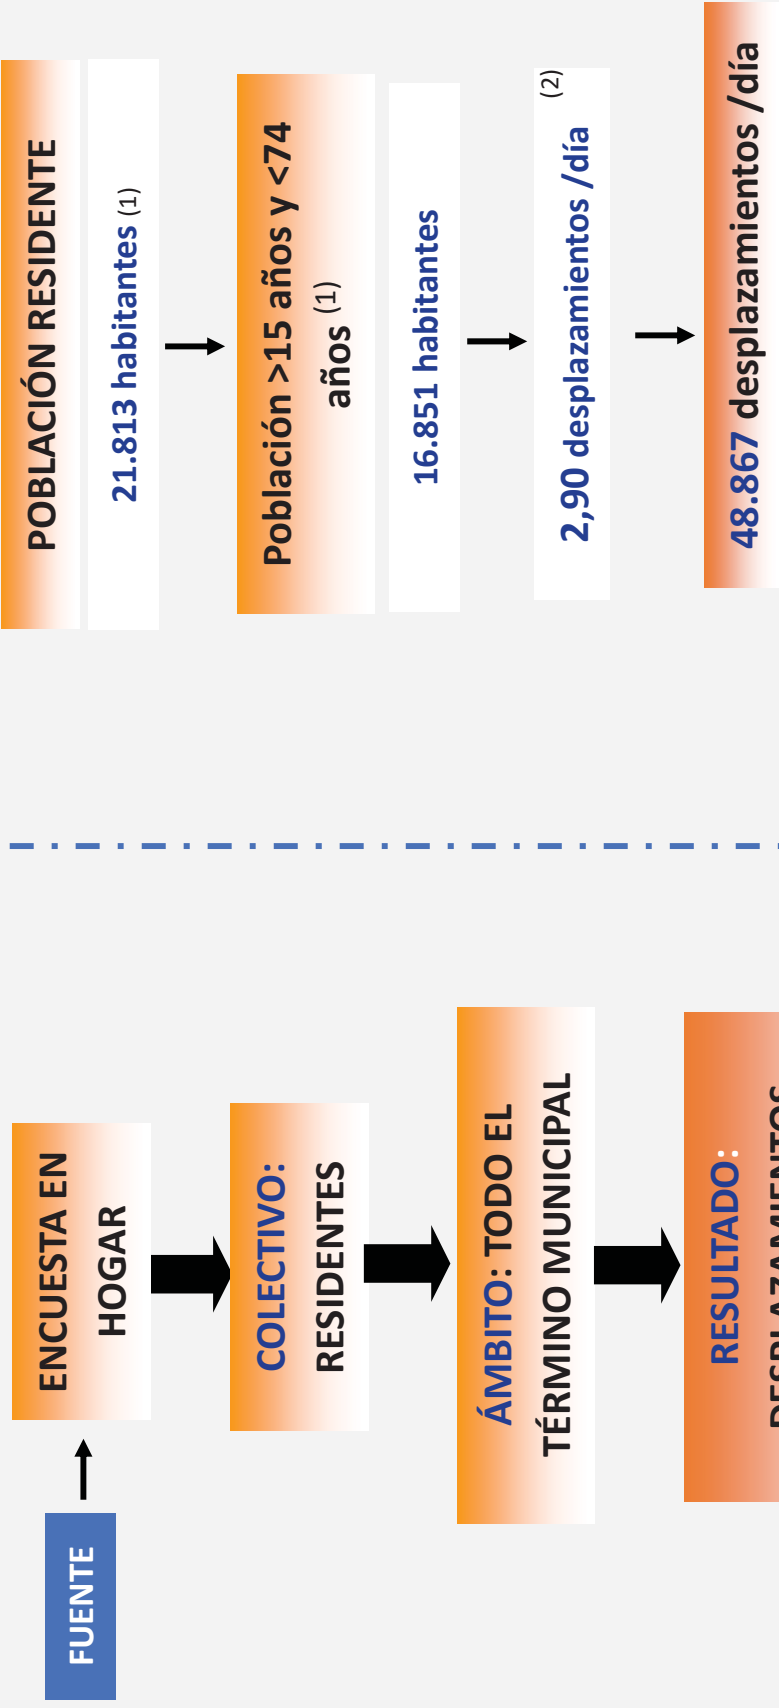 FUENTE
ENCUESTA EN
HOGAR
COLECTIVO:
RESIDENTES
ÁMBITO: TODO EL
TÉRMINO MUNICIPAL
RESULTADO:
DESPLAZAMIENTOS
POBLACIÓN RESIDENTE
21.813 habitantes (1)
Población >15 años y <74
años (1)
16.851 habitantes
2,90 desplazamientos /día (2)
48.867 desplazamientos /día